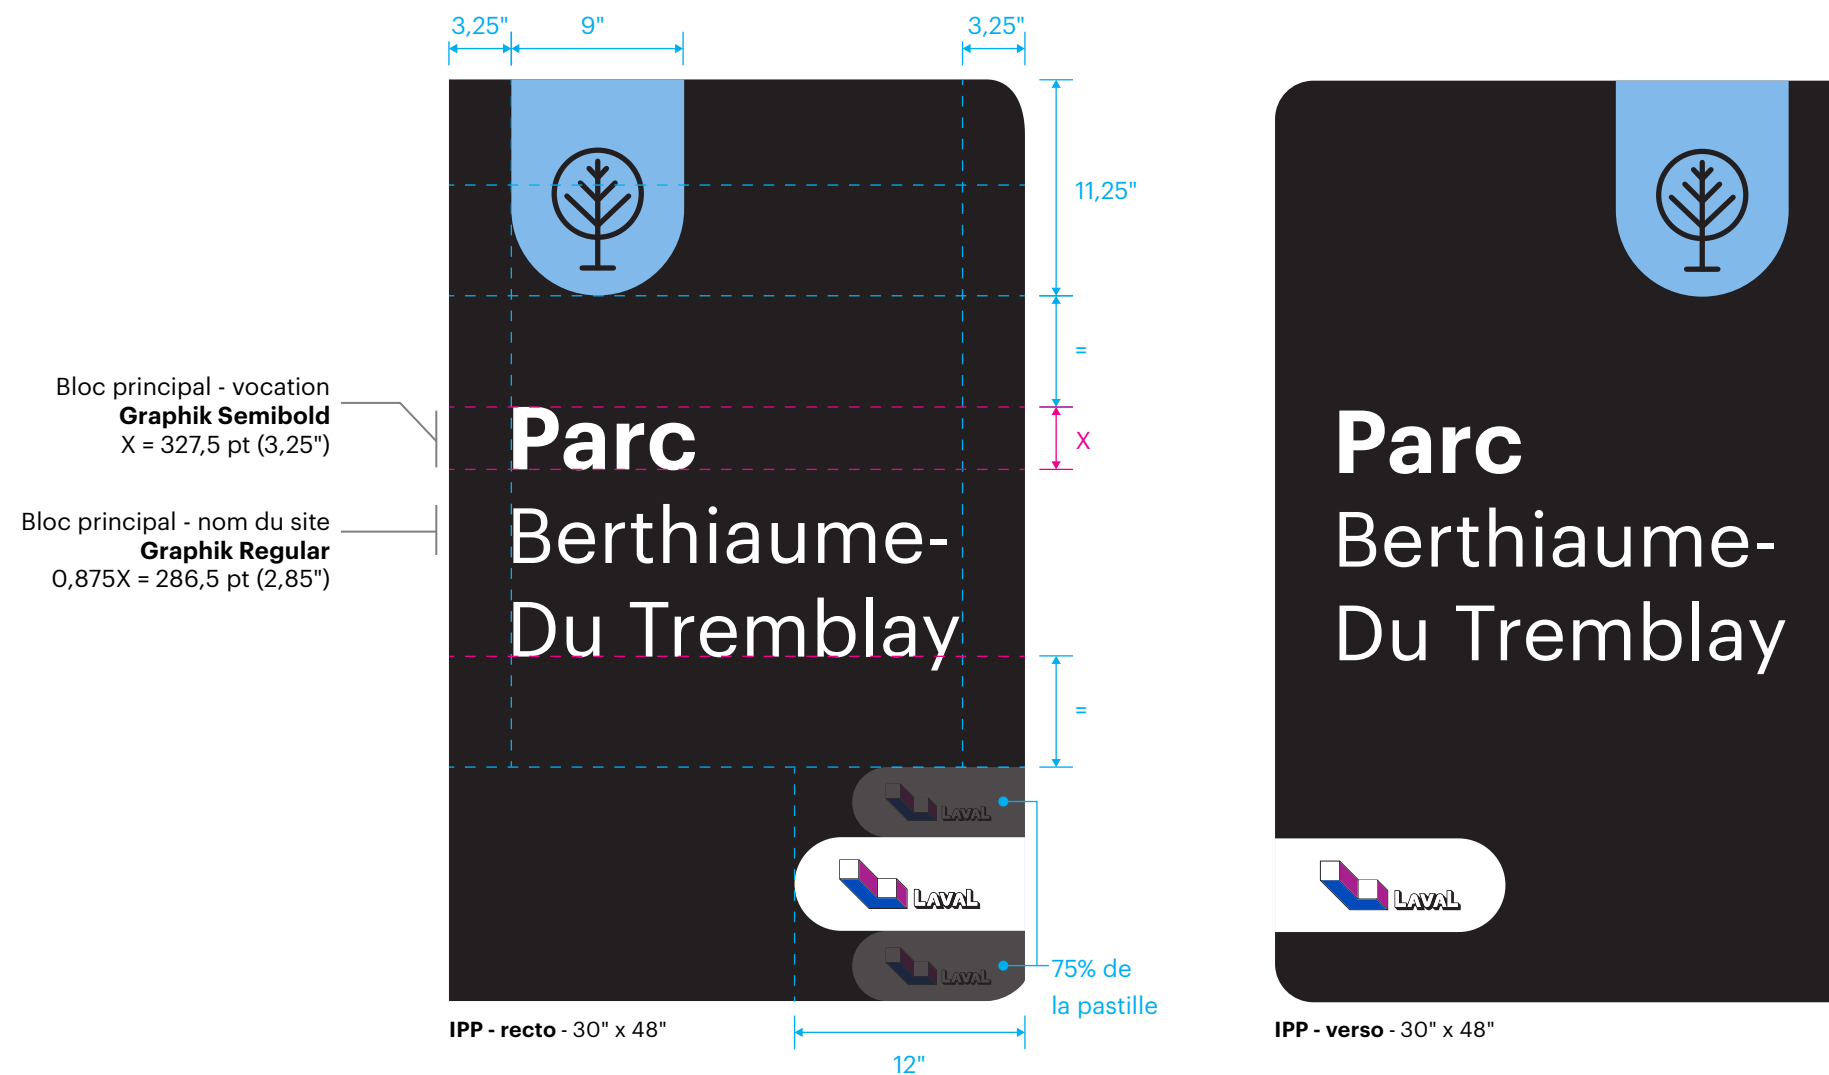 3,25"
9"
3,25"
11,25"
=
Bloc principal - vocation
Graphik Semibold
X = 327,5 pt (3,25")
X
Parc
Bloc principal - nom du site
Graphik Regular
0,875X = 286,5 pt (2,85")
Berthiaume-
Du Tremblay
=
LAVAL
LAVAL
LAVAL
75% de
la pastille
IPP - recto - 30" x 48"
12"
Parc
Berthiaume-
Du Tremblay
LAVAL
IPP - verso - 30" x 48"